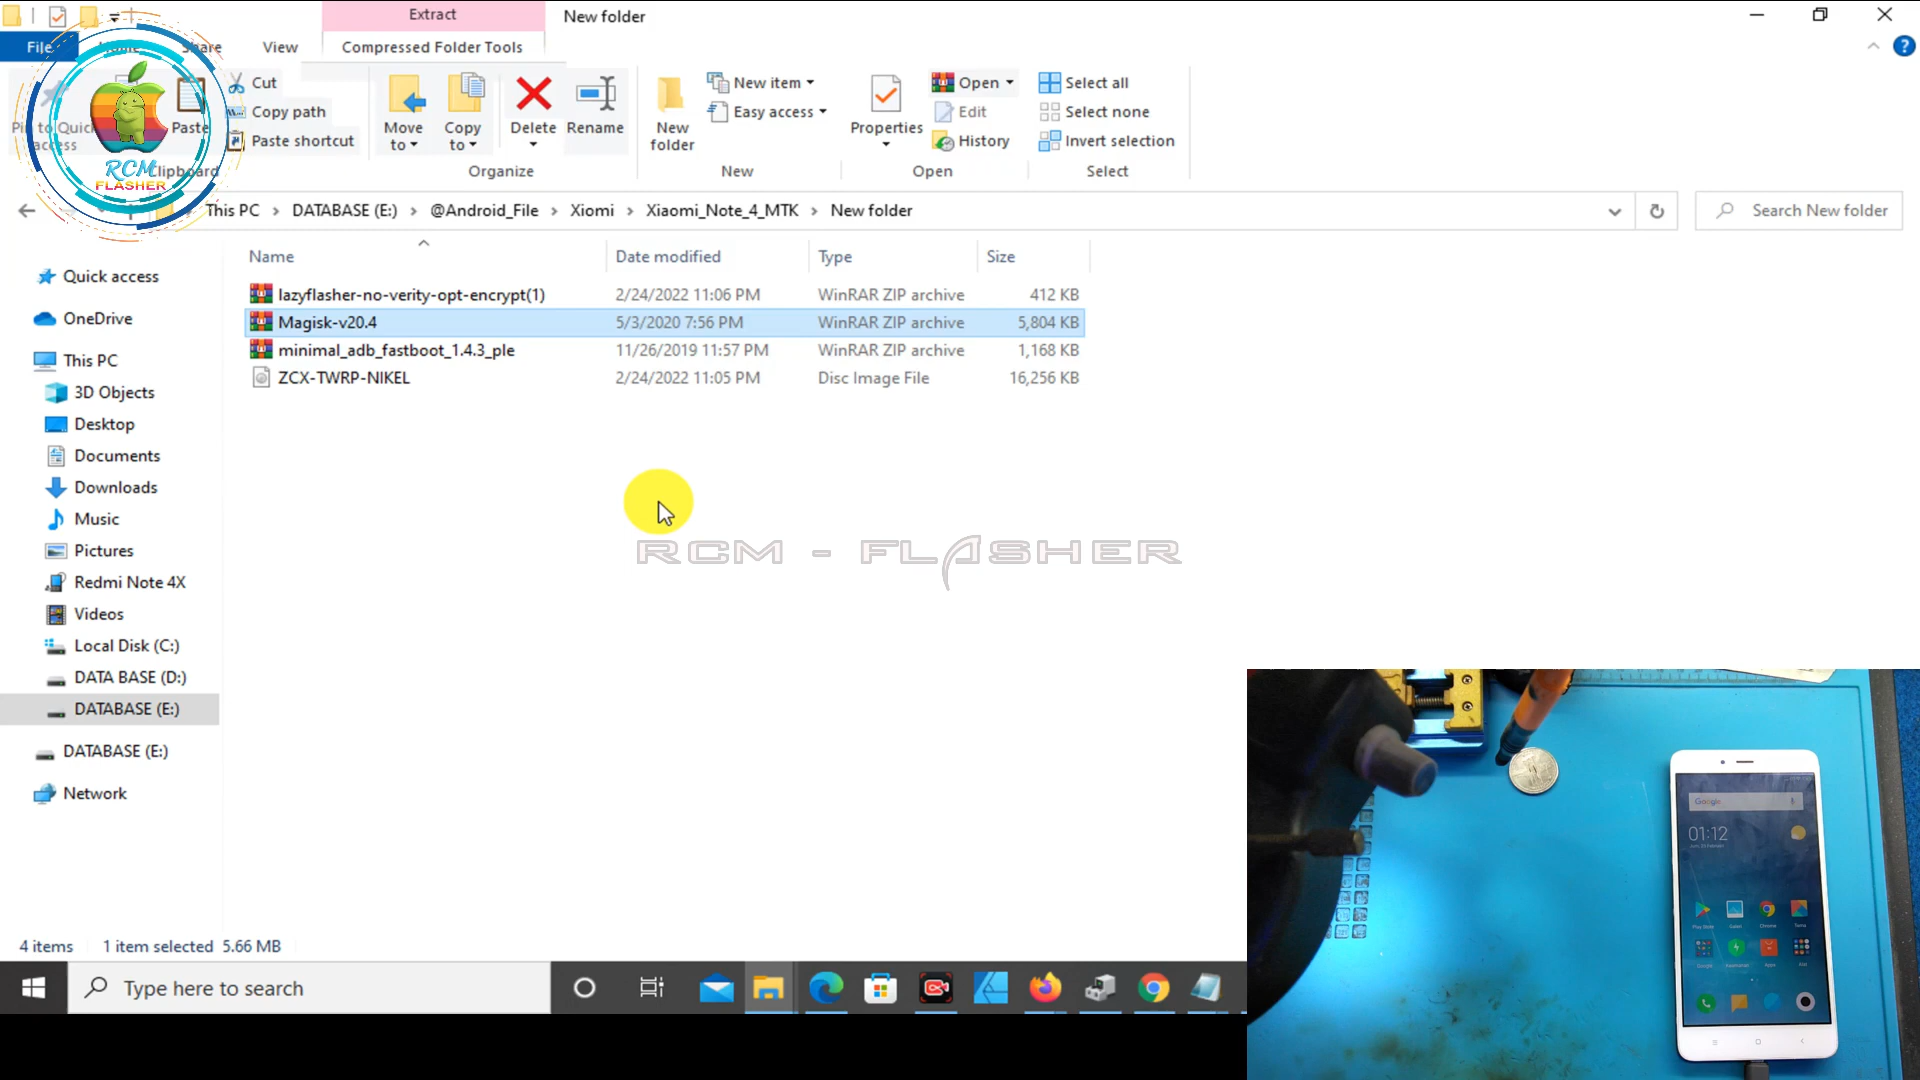 Extract
New folder
File
Share
View
Compressed Folder Tools
Cut
Copy path
Paste shortcut
Paste
Pin to Quick
access
Clipboard
RCM
FLASHER
Move
to
Copy
to
Delete
Rename
Organize
New
folder
New item
Easy access
New
Properties
Open
Edit
History
Open
Select all
Select none
Invert selection
Select
This PC > DATABASE (E:) > @Android_File > Xiomi > Xiaomi_Note_4_MTK > New folder
Search New folder
Name Date modified Type Size
lazyflasher-no-verity-opt-encrypt(1) 2/24/2022 11:06 PM WinRAR ZIP archive 412 KB
Magisk-v20.4 5/3/2020 7:56 PM WinRAR ZIP archive 5,804 KB
minimal_adb_fastboot_1.4.3_ple 11/26/2019 11:57 PM WinRAR ZIP archive 1,168 KB
ZCX-TWRP-NIKEL 2/24/2022 11:05 PM Disc Image File 16,256 KB
Quick access
OneDrive
This PC
3D Objects
Desktop
Documents
Downloads
Music
Pictures
Redmi Note 4X
Videos
Local Disk (C:)
DATA BASE (D:)
DATABASE (E:)
DATABASE (E:)
Network
RCM - FLASHER
4 items 1 item selected 5.66 MB
Type here to search
Google
01:12